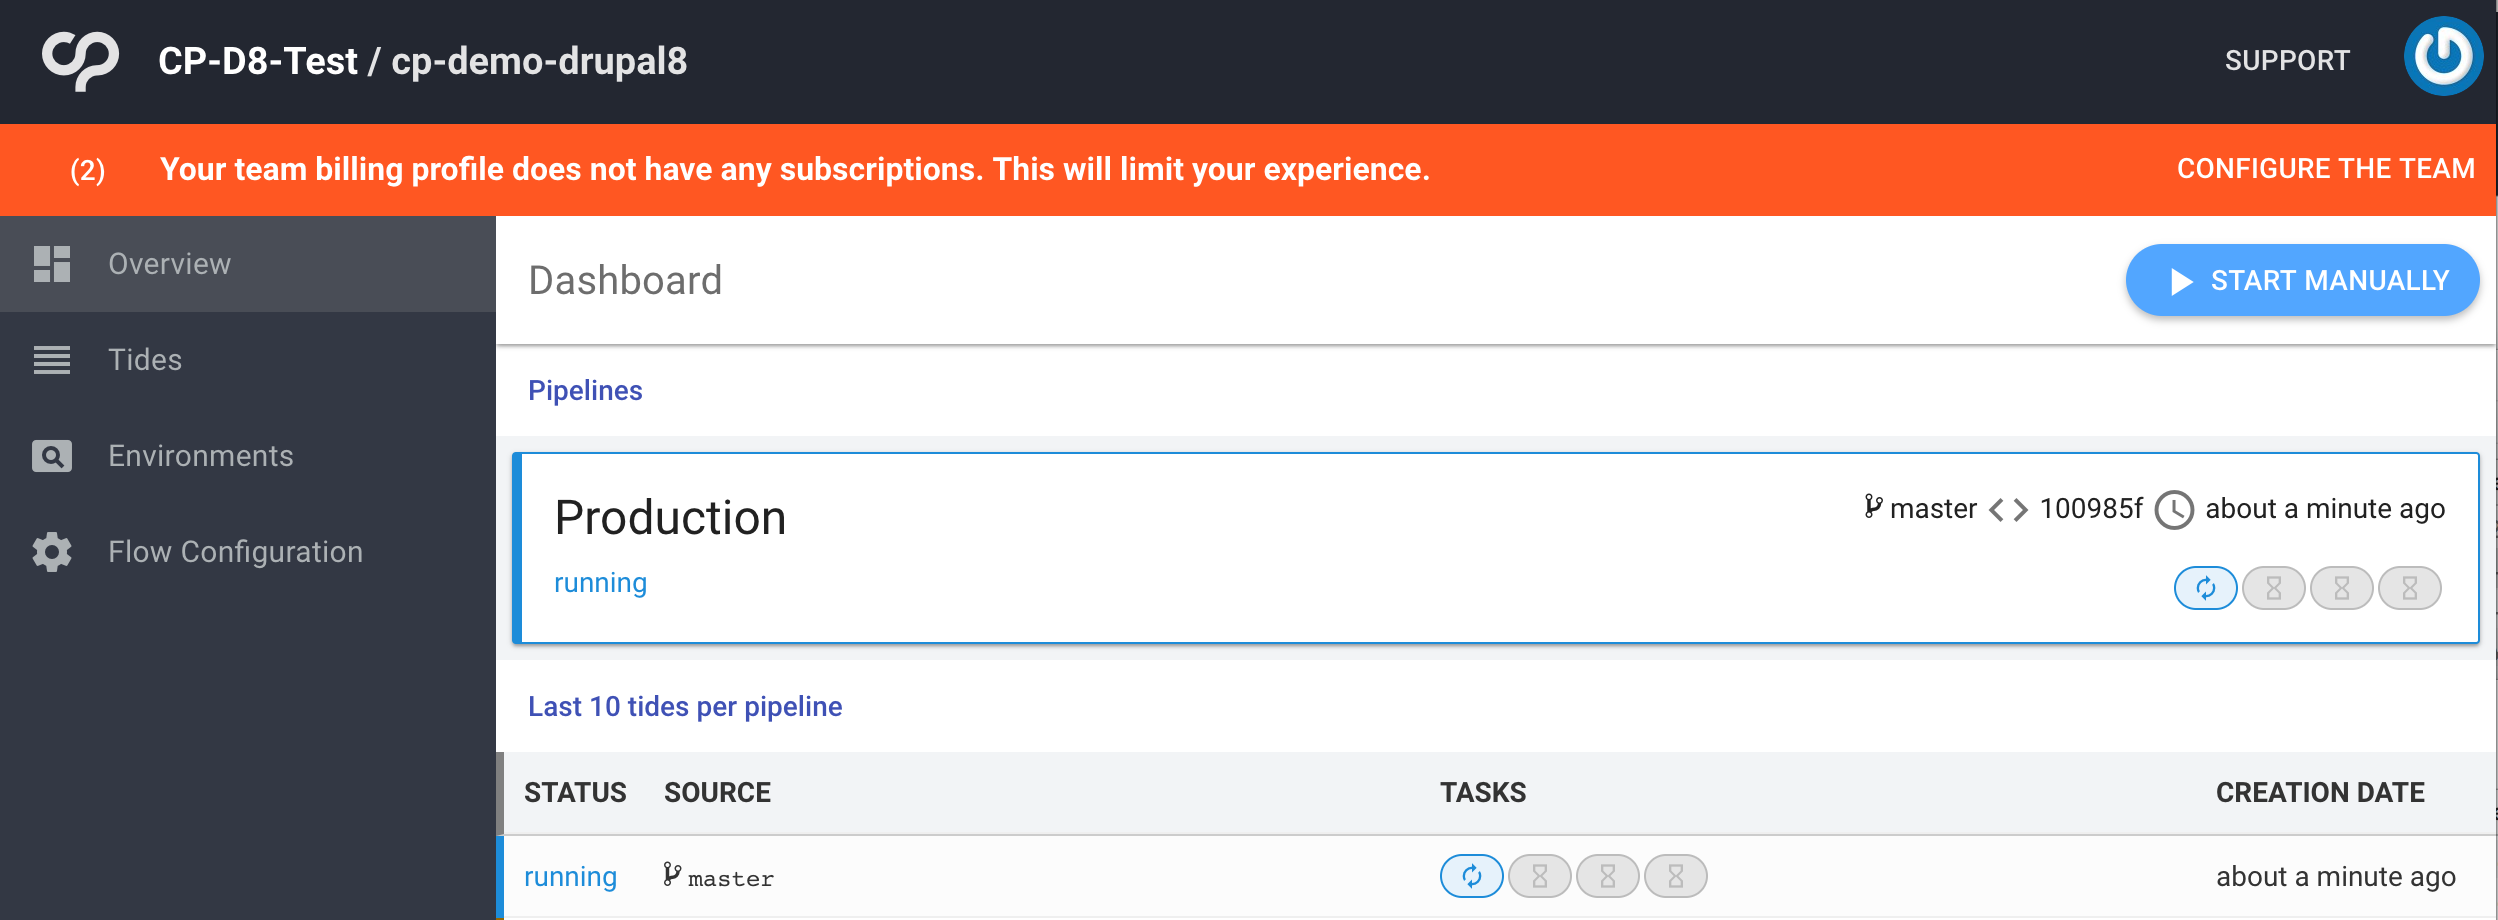 CP-D8-Test / cp-demo-drupal8
SUPPORT
(2) Your team billing profile does not have any subscriptions. This will limit your experience. CONFIGURE THE TEAM
Overview
Tides
Environments
Flow Configuration
Dashboard
START MANUALLY
Pipelines
Production
master 100985f about a minute ago
running
Last 10 tides per pipeline
STATUS SOURCE TASKS CREATION DATE
running master about a minute ago